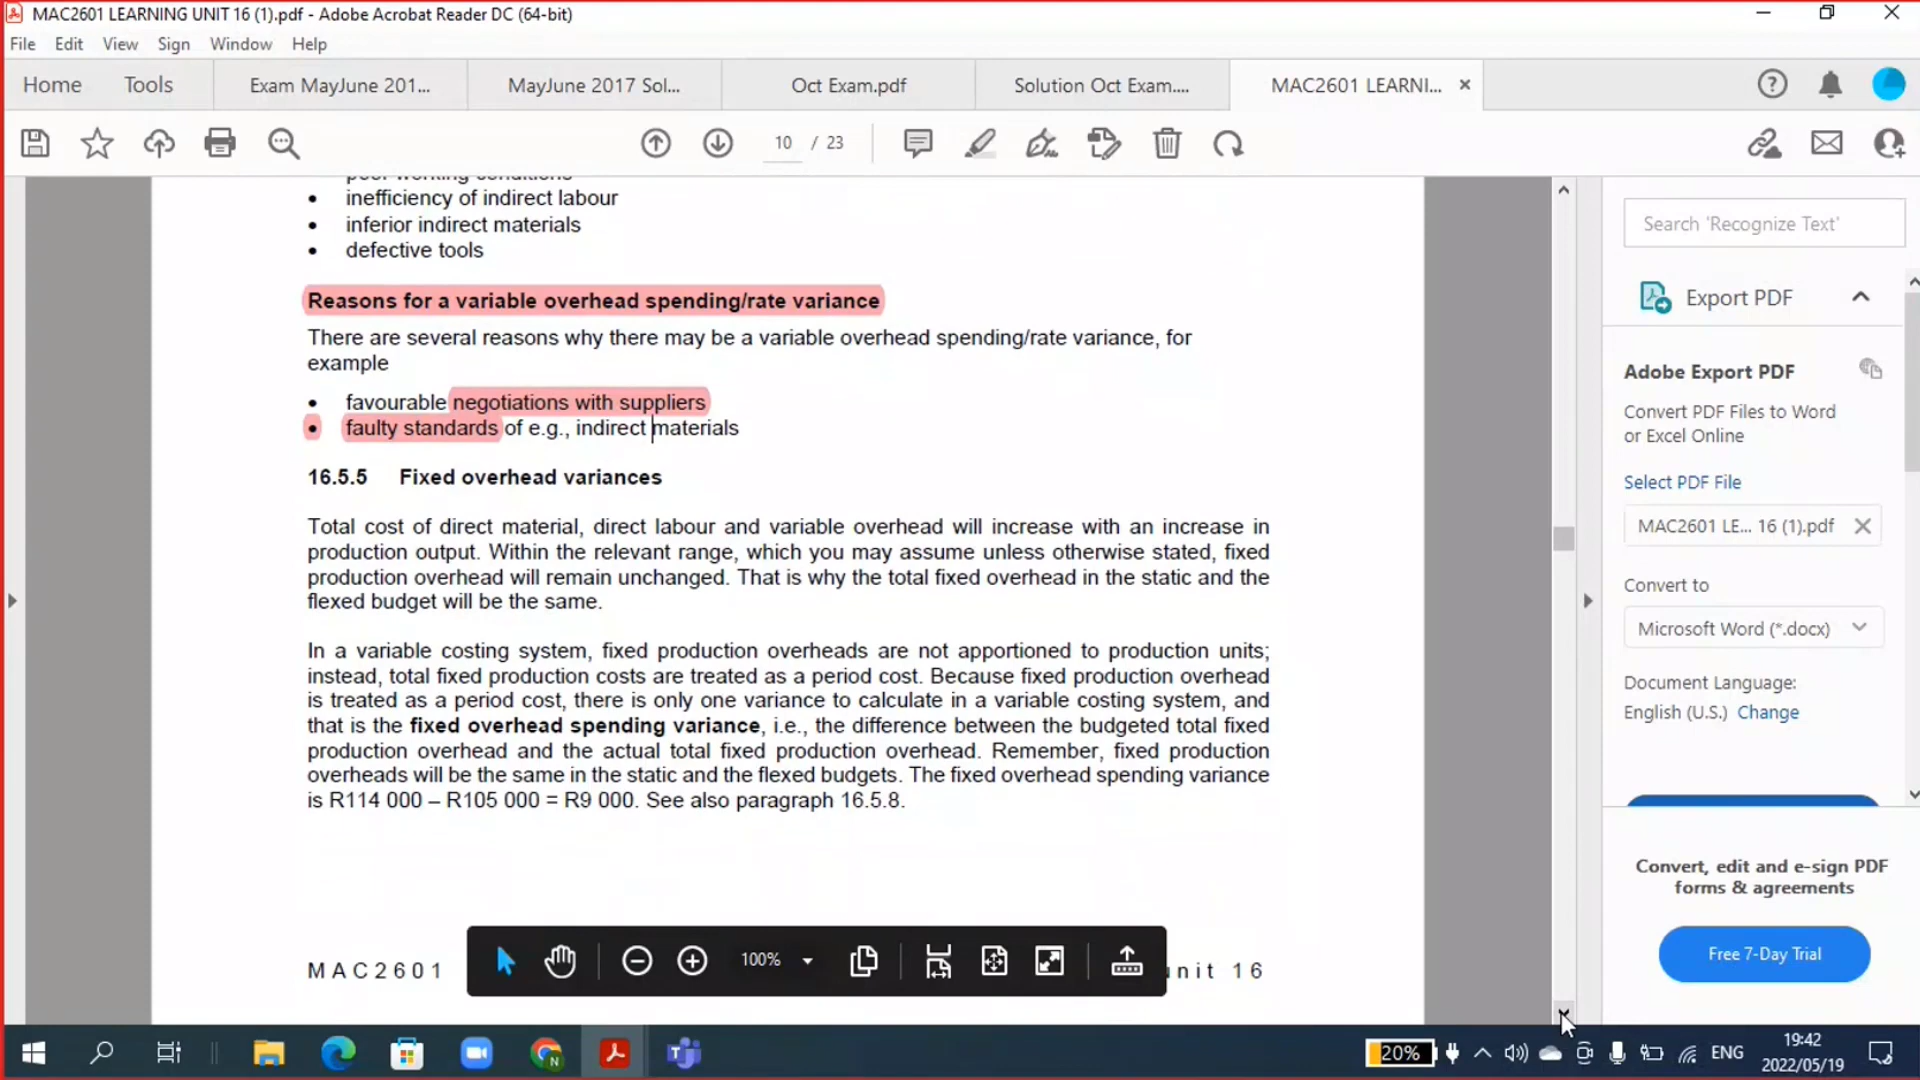 MAC2601 LEARNING UNIT 16 (1).pdf - Adobe Acrobat Reader DC (64-bit)
File Edit View Sign Window Help
Home Tools Exam MayJune 201... MayJune 2017 Sol... Oct Exam.pdf Solution Oct Exam.... MAC2601 LEARNI...
10 / 23
poor working conditions
• inefficiency of indirect labour
• inferior indirect materials
• defective tools
Reasons for a variable overhead spending/rate variance
There are several reasons why there may be a variable overhead spending/rate variance, for
example
• favourable negotiations with suppliers
• faulty standards of e.g., indirect materials
16.5.5 Fixed overhead variances
Total cost of direct material, direct labour and variable overhead will increase with an increase in
production output. Within the relevant range, which you may assume unless otherwise stated, fixed
production overhead will remain unchanged. That is why the total fixed overhead in the static and the
flexed budget will be the same.
In a variable costing system, fixed production overheads are not apportioned to production units;
instead, total fixed production costs are treated as a period cost. Because fixed production overhead
is treated as a period cost, there is only one variance to calculate in a variable costing system, and
that is the fixed overhead spending variance, i.e., the difference between the budgeted total fixed
production overhead and the actual total fixed production overhead. Remember, fixed production
overheads will be the same in the static and the flexed budgets. The fixed overhead spending variance
is R114 000 – R105 000 = R9 000. See also paragraph 16.5.8.
MAC2601
unit 16
100%
Search 'Recognize Text'
Export PDF
Adobe Export PDF
Convert PDF Files to Word
or Excel Online
Select PDF File
MAC2601 LE... 16 (1).pdf
Convert to
Microsoft Word (*.docx)
Document Language:
English (U.S.) Change
Convert, edit and e-sign PDF
forms & agreements
Free 7-Day Trial
20%
ENG
19:42
2022/05/19